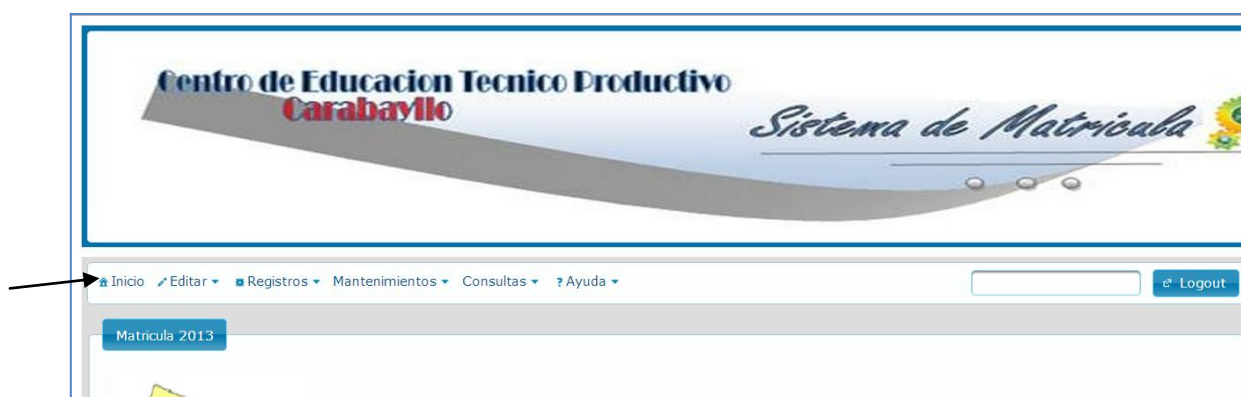 Centro de Educacion Tecnico Productivo
Carabayllo
Sistema de Matricula
Inicio Editar Registros Mantenimientos Consultas ? Ayuda Logout
Matricula 2013